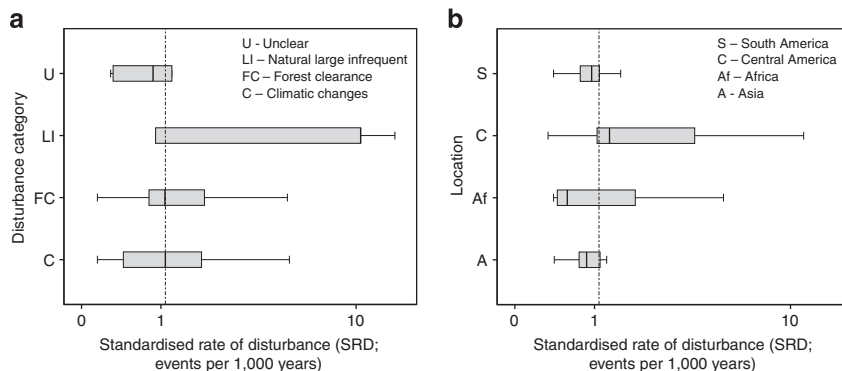 a
U - Unclear
LI – Natural large infrequent
FC – Forest clearance
C – Climatic changes
Disturbance category
U
LI
FC
C
0 1 10
Standardised rate of disturbance (SRD;
events per 1,000 years)
b
S – South America
C – Central America
Af – Africa
A - Asia
Location
S
C
Af
A
0 1 10
Standardised rate of disturbance (SRD;
events per 1,000 years)